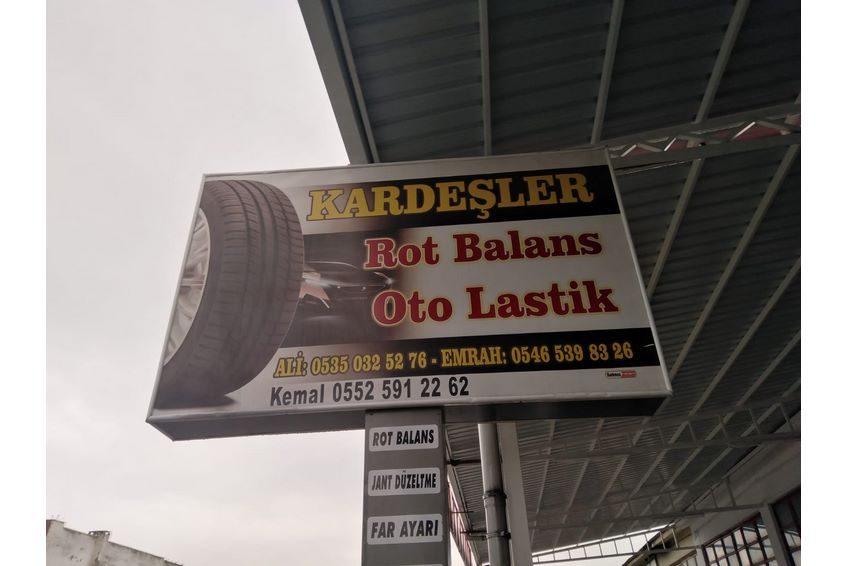 KARDEŞLER
Rot Balans
Oto Lastik
ALİ: 0535 032 52 76 - EMRAH: 0546 539 83 26
Kemal 0552 591 22 62
ROT BALANS
JANT DÜZELTME
FAR AYARI